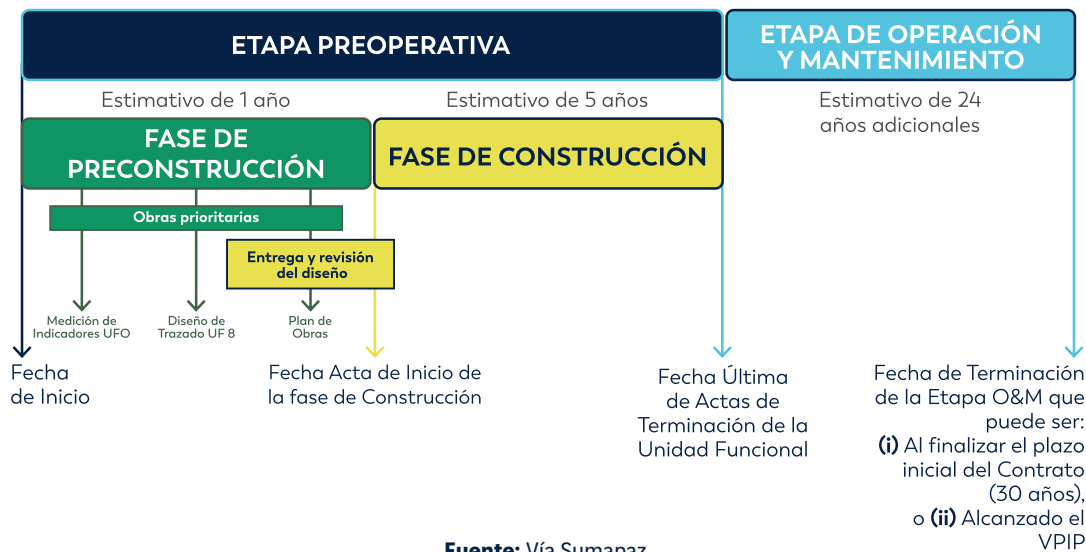 ETAPA PREOPERATIVA
ETAPA DE OPERACIÓN
Y MANTENIMIENTO
Estimativo de 1 año
Estimativo de 5 años
Estimativo de 24
años adicionales
FASE DE
PRECONSTRUCCIÓN
FASE DE CONSTRUCCIÓN
Obras prioritarias
Entrega y revisión
del diseño
Medición de
Indicadores UFO
Diseño de
Trazado UF 8
Plan de
Obras
Fecha
de Inicio
Fecha Acta de Inicio de
la fase de Construcción
Fecha Última
de Actas de
Terminación de la
Unidad Funcional
Fecha de Terminación
de la Etapa O&M que
puede ser:
(i) Al finalizar el plazo
inicial del Contrato
(30 años),
o (ii) Alcanzado el
VPIP
Fuente: Vía Sumapaz